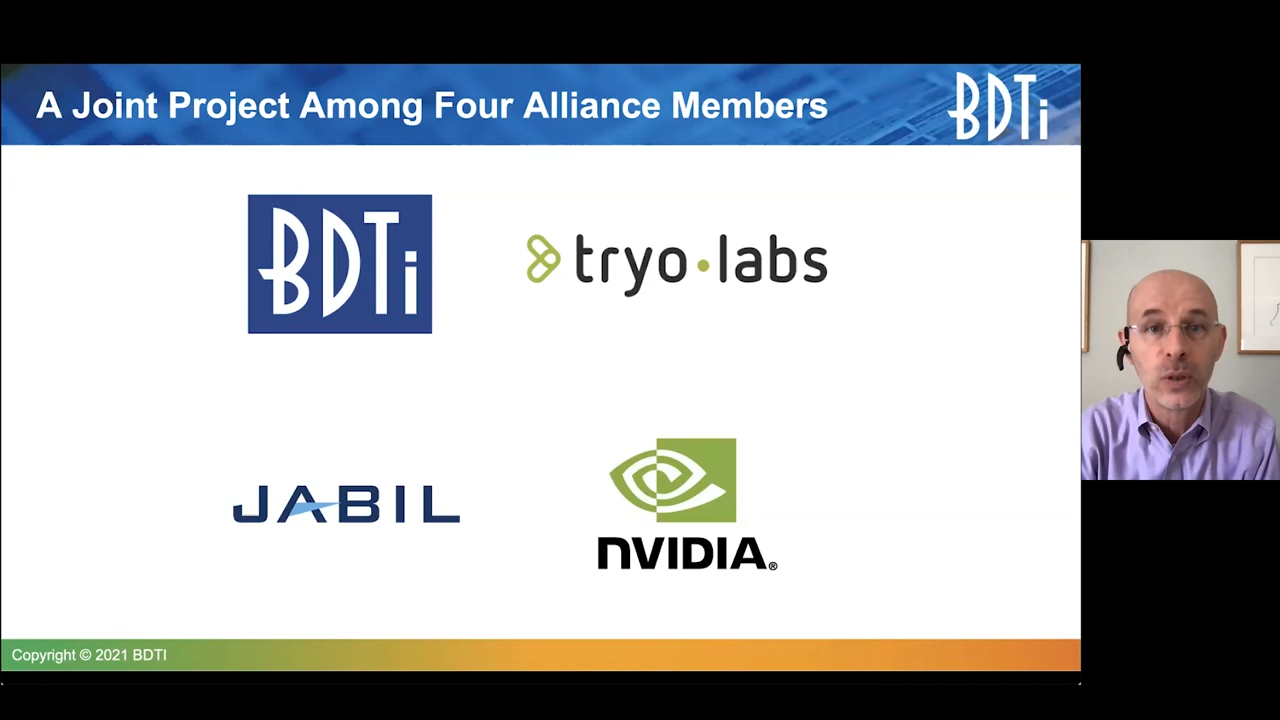 A Joint Project Among Four Alliance Members
BDTi
BDTi
tryo·labs
JABIL
NVIDIA®
Copyright © 2021 BDTI